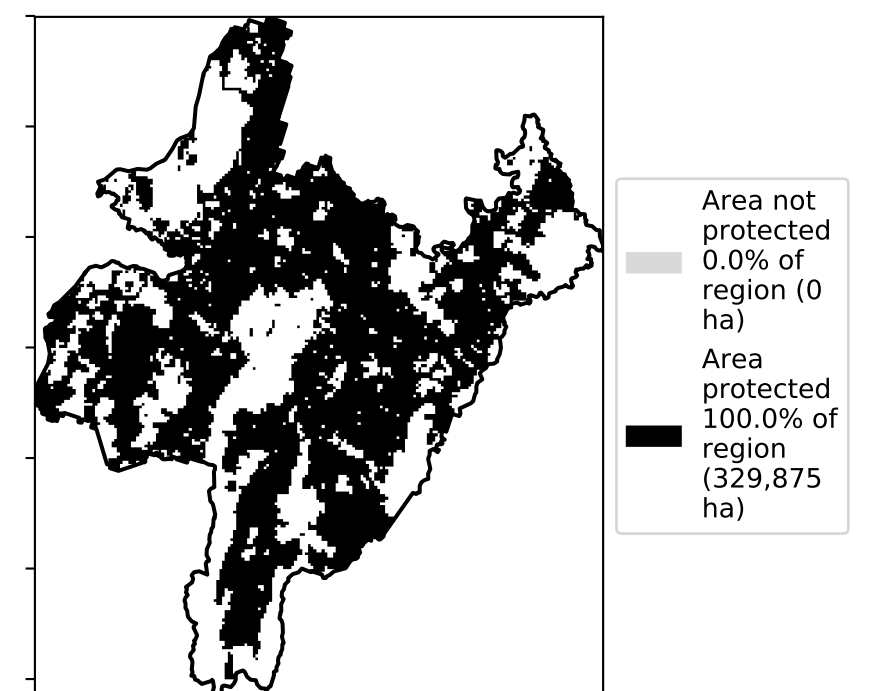 Area not
protected
0.0% of
region (0
ha)
Area
protected
100.0% of
region
(329,875
ha)